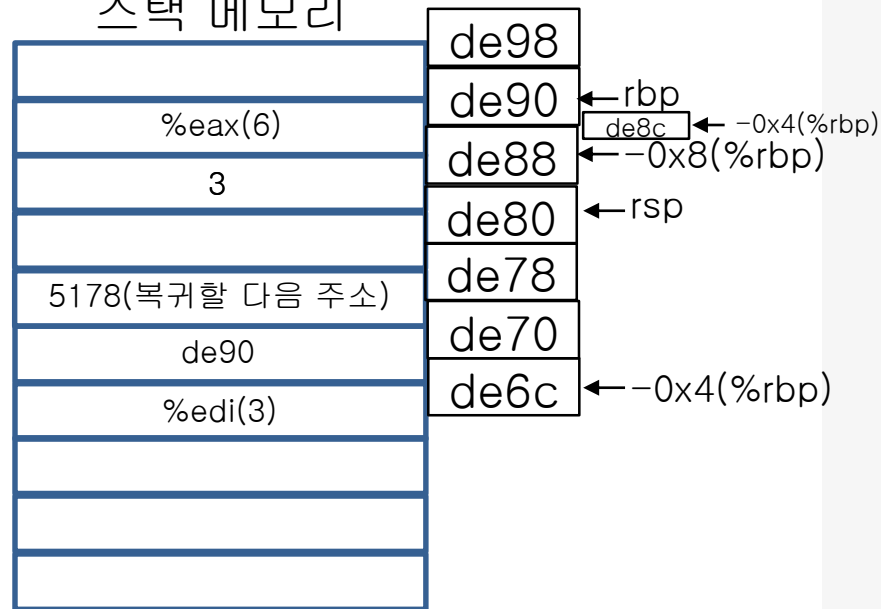 스택 메모리
de98
de90
rbp
%eax(6)
de8c
-0x4(%rbp)
de88
-0x8(%rbp)
3
de80
rsp
5178(복귀할 다음 주소)
de78
de90
de70
%edi(3)
de6c
-0x4(%rbp)